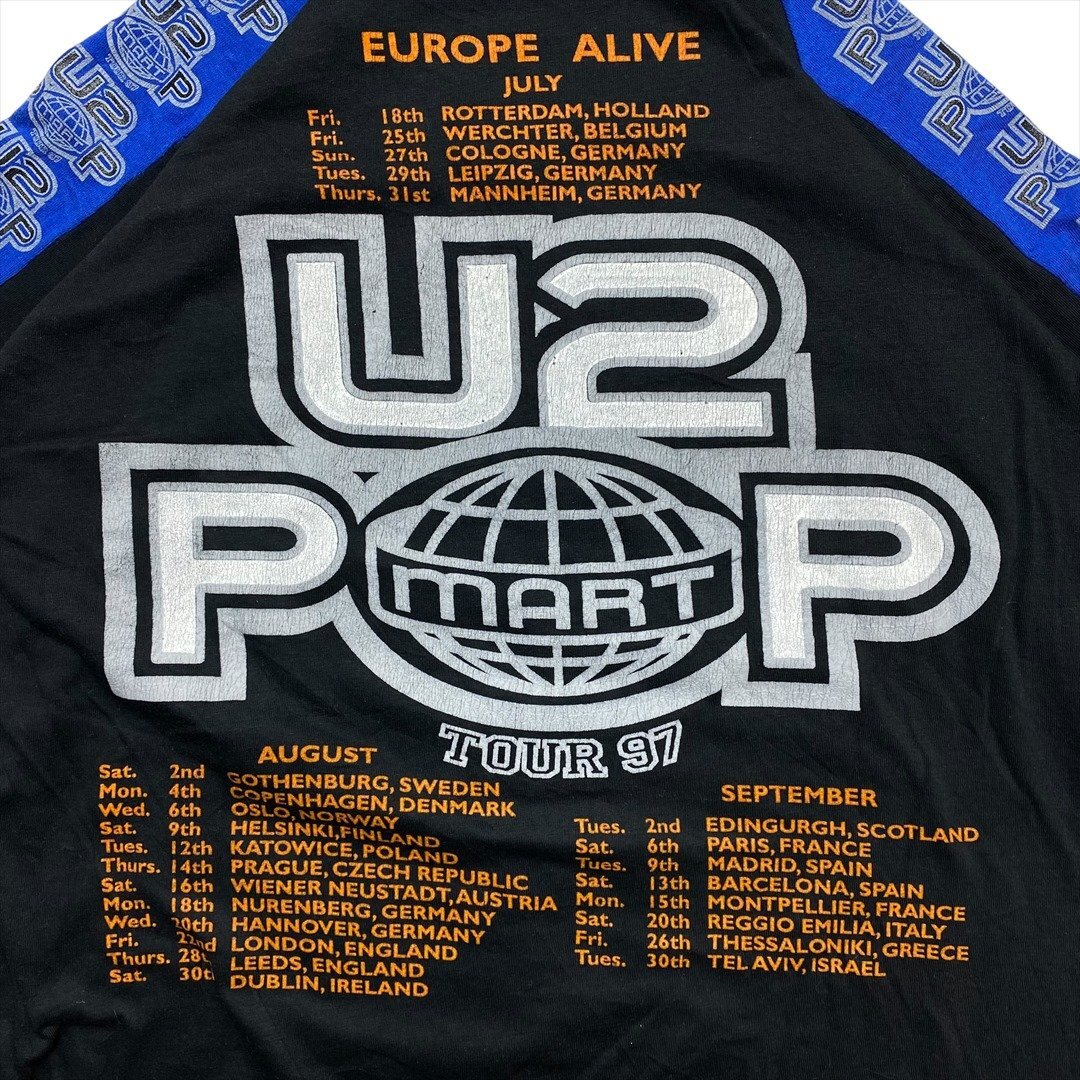 EUROPE ALIVE
JULY
Fri. 18th ROTTERDAM, HOLLAND
Fri. 25th WERCHTER, BELGIUM
Sun. 27th COLOGNE, GERMANY
Tues. 29th LEIPZIG, GERMANY
Thurs. 31st MANNHEIM, GERMANY
U2
POP
MART
TOUR 97
AUGUST
Sat. 2nd GOTHENBURG, SWEDEN
Mon. 4th COPENHAGEN, DENMARK
Wed. 6th OSLO, NORWAY
Sat. 9th HELSINKI, FINLAND
Tues. 12th KATOWICE, POLAND
Thurs. 14th PRAGUE, CZECH REPUBLIC
Sat. 16th WIENER NEUSTADT, AUSTRIA
Mon. 18th NURENBERG, GERMANY
Wed. 20th HANNOVER, GERMANY
Fri. 22nd LONDON, ENGLAND
Thurs. 28t LEEDS, ENGLAND
Sat. 30t DUBLIN, IRELAND
SEPTEMBER
Tues. 2nd EDINGURGH, SCOTLAND
Sat. 6th PARIS, FRANCE
Tues. 9th MADRID, SPAIN
Sat. 13th BARCELONA, SPAIN
Mon. 15th MONTPELLIER, FRANCE
Sat. 20th REGGIO EMILIA, ITALY
Fri. 26th THESSALONIKI, GREECE
Tues. 30th TEL AVIV, ISRAEL